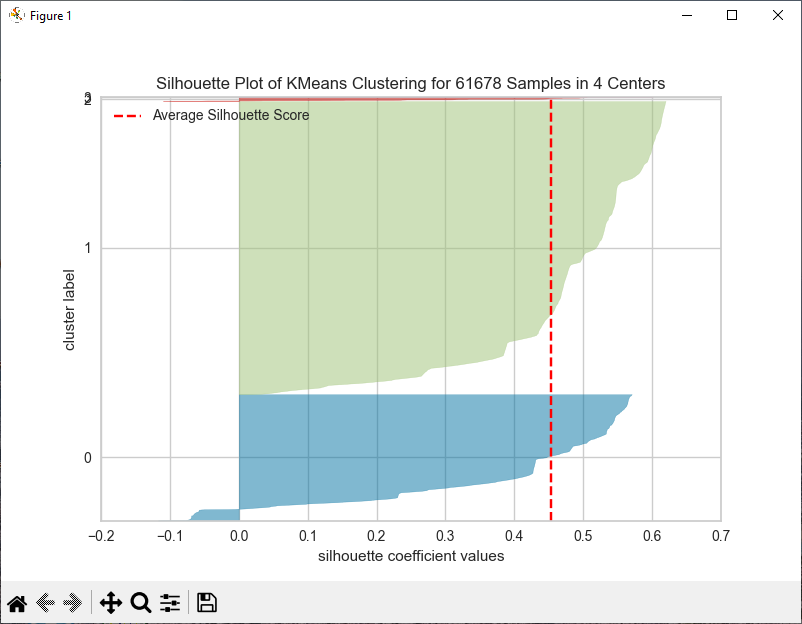 Figure 1
Silhouette Plot of KMeans Clustering for 61678 Samples in 4 Centers
3
2
Average Silhouette Score
1
cluster label
0
−0.2 −0.1 0.0 0.1 0.2 0.3 0.4 0.5 0.6 0.7
silhouette coefficient values